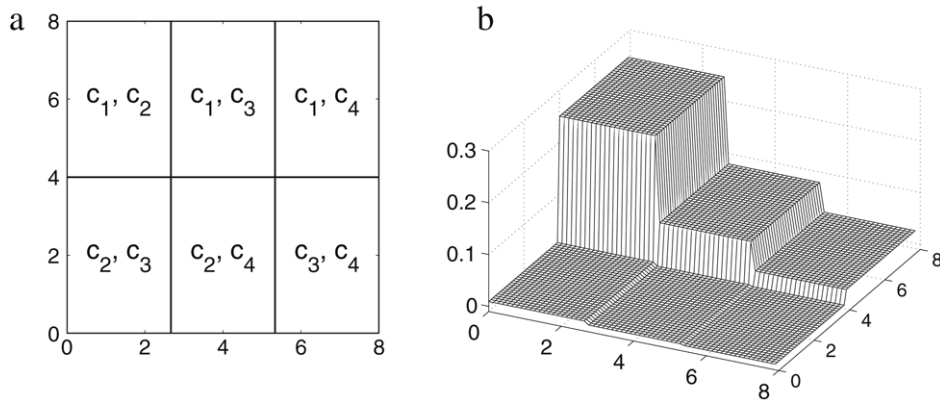 a
8
6
4
2
0
0 2 4 6 8
c₁, c₂ c₁, c₃ c₁, c₄
c₂, c₃ c₂, c₄ c₃, c₄
b
0.3
0.2
0.1
0
0 2 4 6 8
0 2 4 6 8